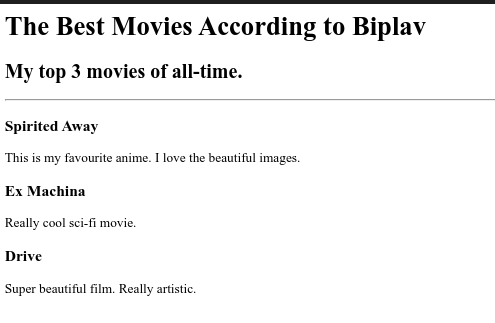 The Best Movies According to Biplav
My top 3 movies of all-time.
Spirited Away
This is my favourite anime. I love the beautiful images.
Ex Machina
Really cool sci-fi movie.
Drive
Super beautiful film. Really artistic.